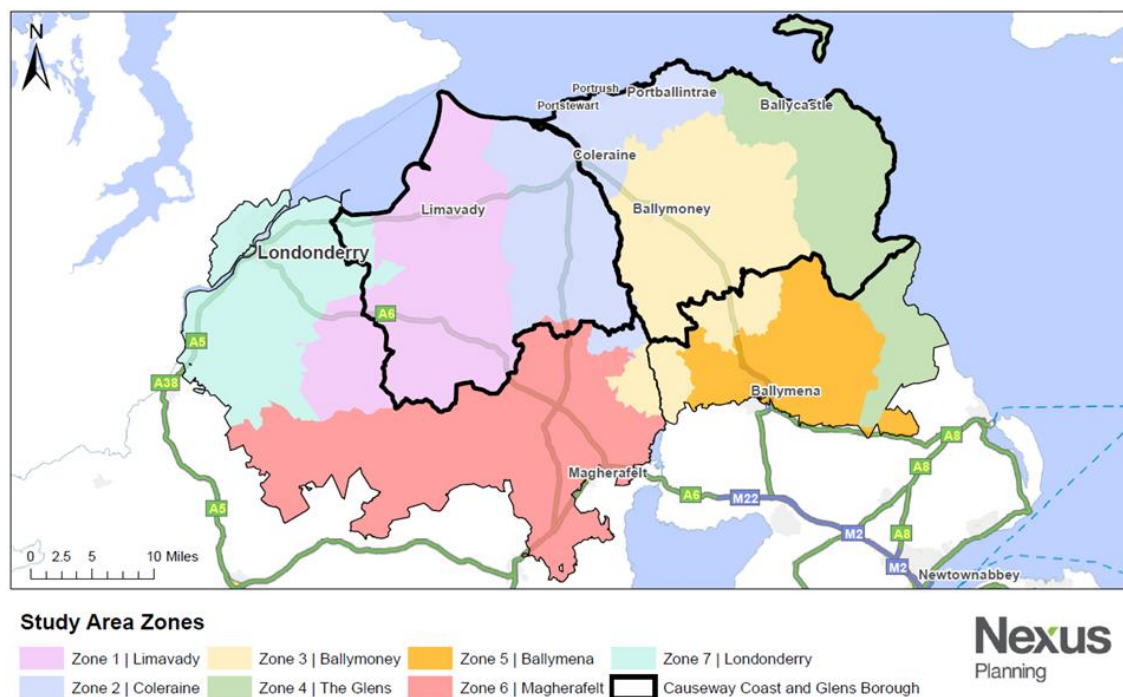 N
Portrush
Portballintrae
Portstewart
Ballycastle
Coleraine
Limavady
Ballymoney
Londonderry
A6
A5
A38
Ballymena
A8
Magherafelt
A6
M22
A8
A5
M2
A8
M2
Newtownabbey
0 2.5 5 10 Miles
Study Area Zones
Zone 1 | Limavady
Zone 3 | Ballymoney
Zone 5 | Ballymena
Zone 7 | Londonderry
Zone 2 | Coleraine
Zone 4 | The Glens
Zone 6 | Magherafelt
Causeway Coast and Glens Borough
Nexus
Planning